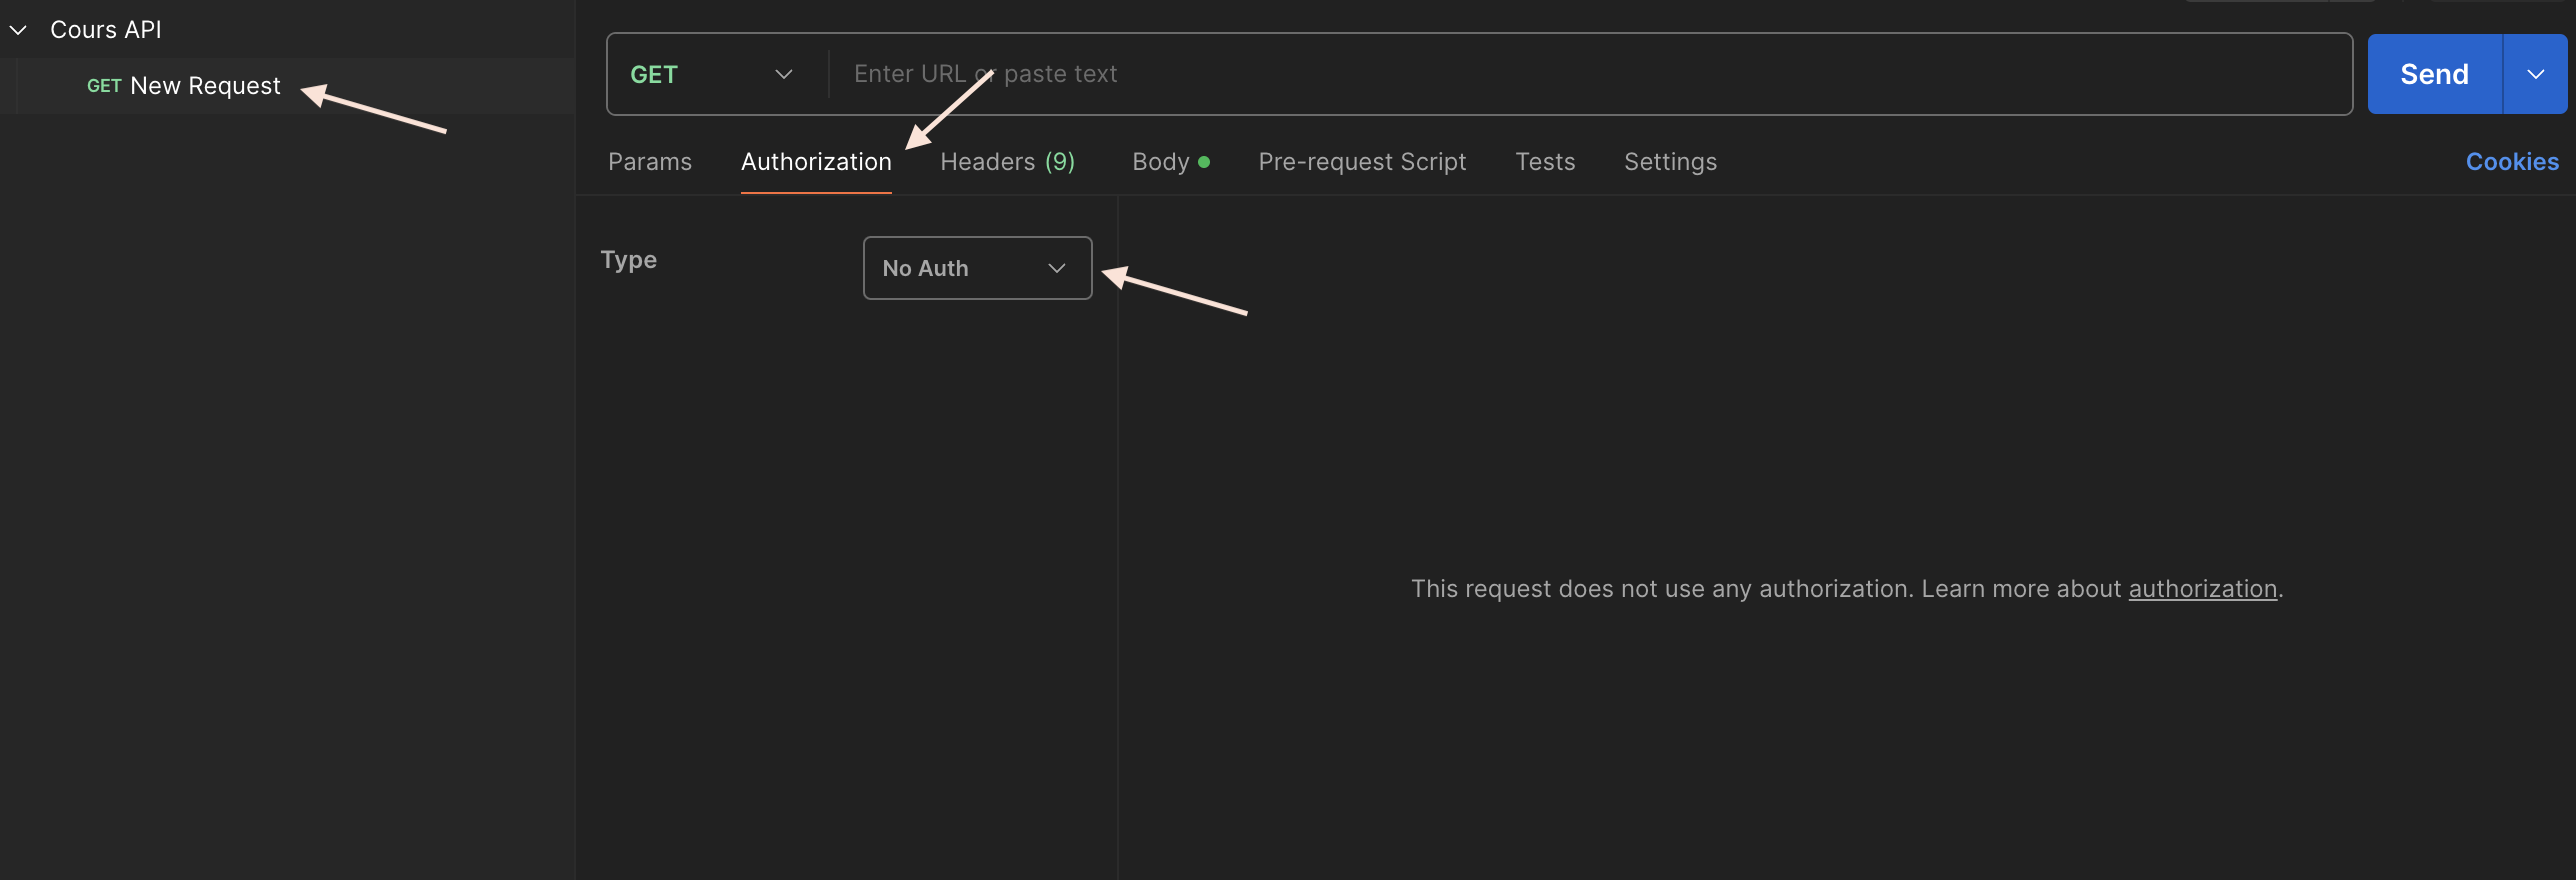 Cours API
GET New Request
GET
Enter URL or paste text
Send
Params Authorization Headers (9) Body Pre-request Script Tests Settings Cookies
Type
No Auth
This request does not use any authorization. Learn more about authorization.